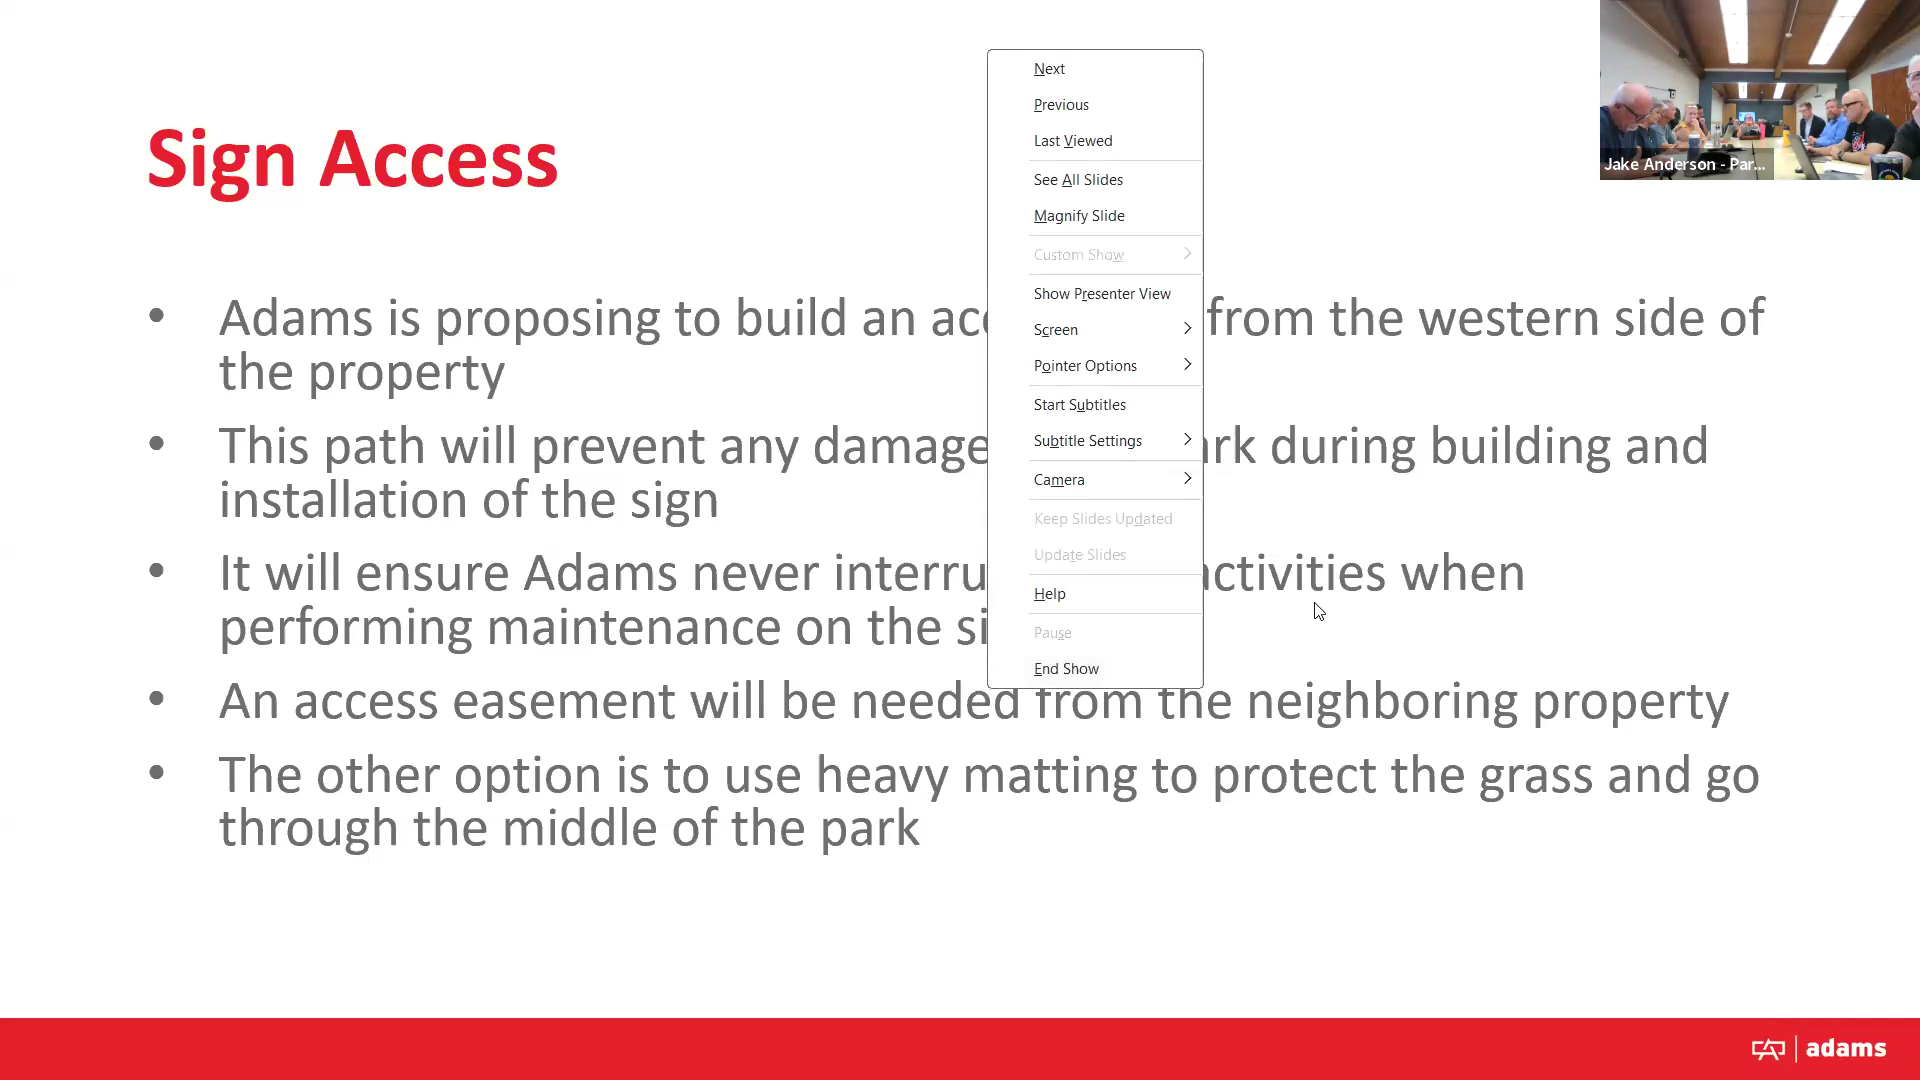 Sign Access
• Adams is proposing to build an acc from the western side of
the property
• This path will prevent any damage rk during building and
installation of the sign
• It will ensure Adams never interru ctivities when
performing maintenance on the si
• An access easement will be needed from the neighboring property
• The other option is to use heavy matting to protect the grass and go
through the middle of the park
Next
Previous
Last Viewed
See All Slides
Magnify Slide
Custom Show
Show Presenter View
Screen
Pointer Options
Start Subtitles
Subtitle Settings
Camera
Keep Slides Updated
Update Slides
Help
Pause
End Show
Jake Anderson - Par...
adams